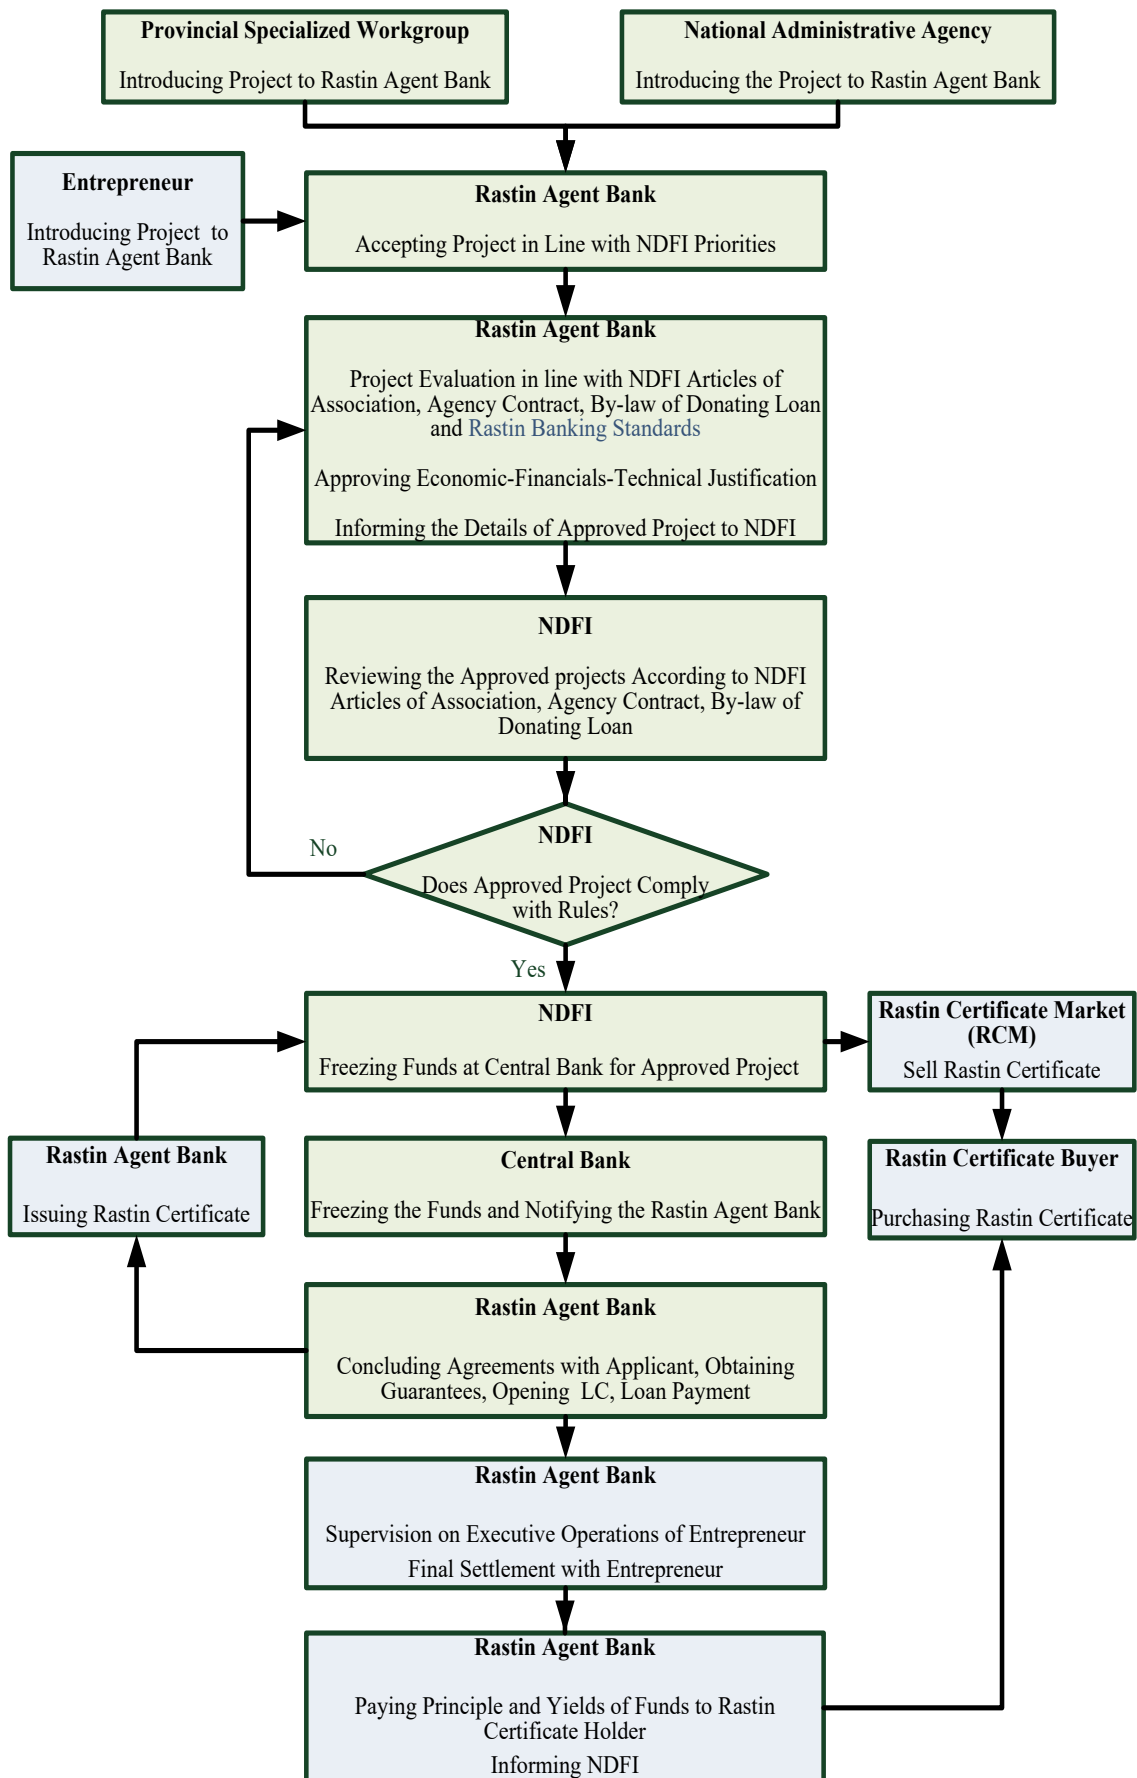 Provincial Specialized Workgroup
Introducing Project to Rastin Agent Bank
National Administrative Agency
Introducing the Project to Rastin Agent Bank
Entrepreneur
Introducing Project to
Rastin Agent Bank
Rastin Agent Bank
Accepting Project in Line with NDFI Priorities
Rastin Agent Bank
Project Evaluation in line with NDFI Articles of
Association, Agency Contract, By-law of Donating Loan
and Rastin Banking Standards
Approving Economic-Financials-Technical Justification
Informing the Details of Approved Project to NDFI
NDFI
Reviewing the Approved projects According to NDFI
Articles of Association, Agency Contract, By-law of
Donating Loan
NDFI
Does Approved Project Comply
with Rules?
No
Yes
NDFI
Freezing Funds at Central Bank for Approved Project
Rastin Certificate Market
(RCM)
Sell Rastin Certificate
Rastin Agent Bank
Issuing Rastin Certificate
Central Bank
Freezing the Funds and Notifying the Rastin Agent Bank
Rastin Certificate Buyer
Purchasing Rastin Certificate
Rastin Agent Bank
Concluding Agreements with Applicant, Obtaining
Guarantees, Opening LC, Loan Payment
Rastin Agent Bank
Supervision on Executive Operations of Entrepreneur
Final Settlement with Entrepreneur
Rastin Agent Bank
Paying Principle and Yields of Funds to Rastin
Certificate Holder
Informing NDFI